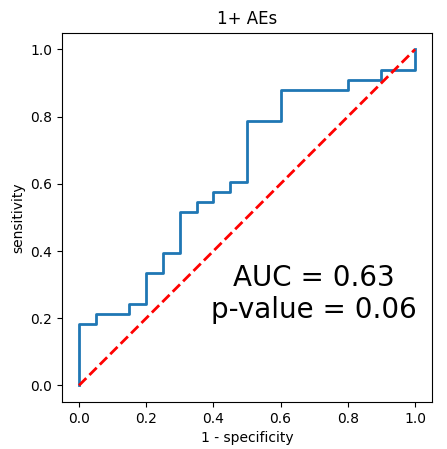 1+ AEs
1.0
0.8
0.6
0.4
0.2
0.0
sensitivity
AUC = 0.63
p-value = 0.06
0.0 0.2 0.4 0.6 0.8 1.0
1 - specificity